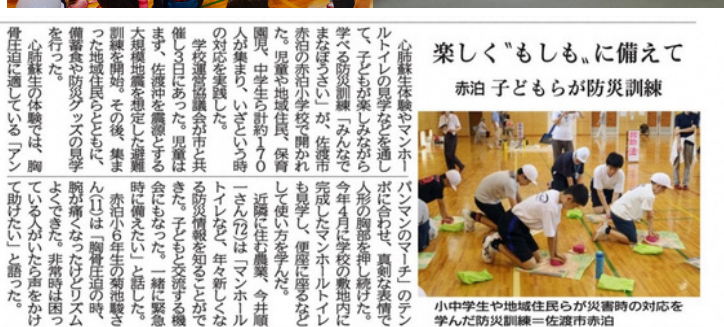 楽しく〝もしも〟に備えて
赤泊 子どもらが防災訓練
心肺蘇生体験やマンホー
ルトイレの見学などを通し
て、子どもが楽しみながら
学べる防災訓練「みんなで
まなぼうさい」が、佐渡市
赤泊の赤泊小学校で開かれ
た。児童や地域住民、保育
園児、中学生ら計約170
人が集まり、いざという時
の対応を実践した。
学校運営協議会が市と共
催し3日にあった。児童は
まず、佐渡沖を震源とする
大規模地震を想定した避難
訓練を開始。その後、集ま
った地域住民らとともに、
備蓄食や防災グッズの見学
を行った。
心肺蘇生の体験では、胸
骨圧迫に適している「アン
パンマンのマーチ」のテン
ポに合わせ、真剣な表情で
人形の胸部を押し続けた。
今年4月に学校の敷地内に
完成したマンホールトイレ
も見学し、便座に座るなど
して使い方を学んだ。
近隣に住む農業、今井順
一さん(72)は「マンホール
トイレなど、年々新しくな
る防災情報を知ることがで
きた。子どもと交流する機
会にもなった。一緒に緊急
時に備えたい」と話した。
赤泊小6年生の菊池駿さ
ん(11)は「胸骨圧迫の時、
腕が痛くなったけどリズム
よくできた。非常時は困っ
ている人がいたら声をかけ
て助けたい」と語った。
小中学生や地域住民らが災害時の対応を
学んだ防災訓練＝佐渡市赤泊